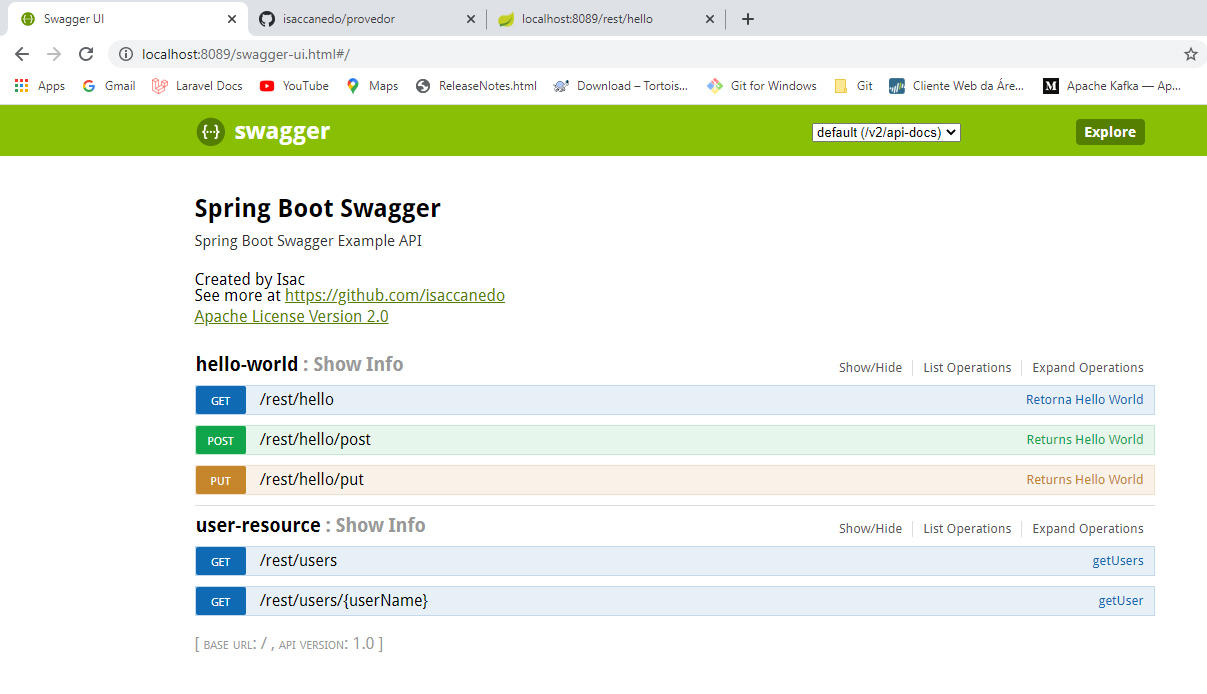 Swagger UI
isaccanedo/provedor
localhost:8089/rest/hello
localhost:8089/swagger-ui.html#/
Apps Gmail Laravel Docs YouTube Maps ReleaseNotes.html Download – Tortois... Git for Windows Git Cliente Web da Áre... M Apache Kafka — Ap...
{··} swagger default (/v2/api-docs) Explore
Spring Boot Swagger
Spring Boot Swagger Example API
Created by Isac
See more at https://github.com/isaccanedo
Apache License Version 2.0
hello-world : Show Info Show/Hide List Operations Expand Operations
GET /rest/hello Retorna Hello World
POST /rest/hello/post Returns Hello World
PUT /rest/hello/put Returns Hello World
user-resource : Show Info Show/Hide List Operations Expand Operations
GET /rest/users getUsers
GET /rest/users/{userName} getUser
[ BASE URL: / , API VERSION: 1.0 ]